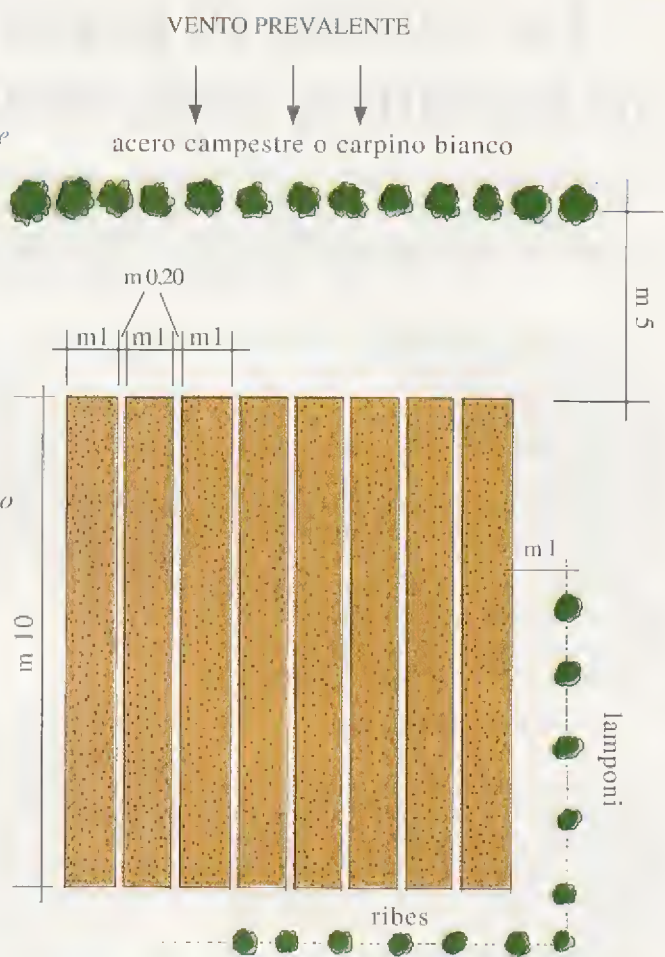 VENTO PREVALENTE
e
acero campestre o carpino bianco
m 0.20
m 1 m 1 m 1
m 5
o
m 1
m 10
lamponi
ribes